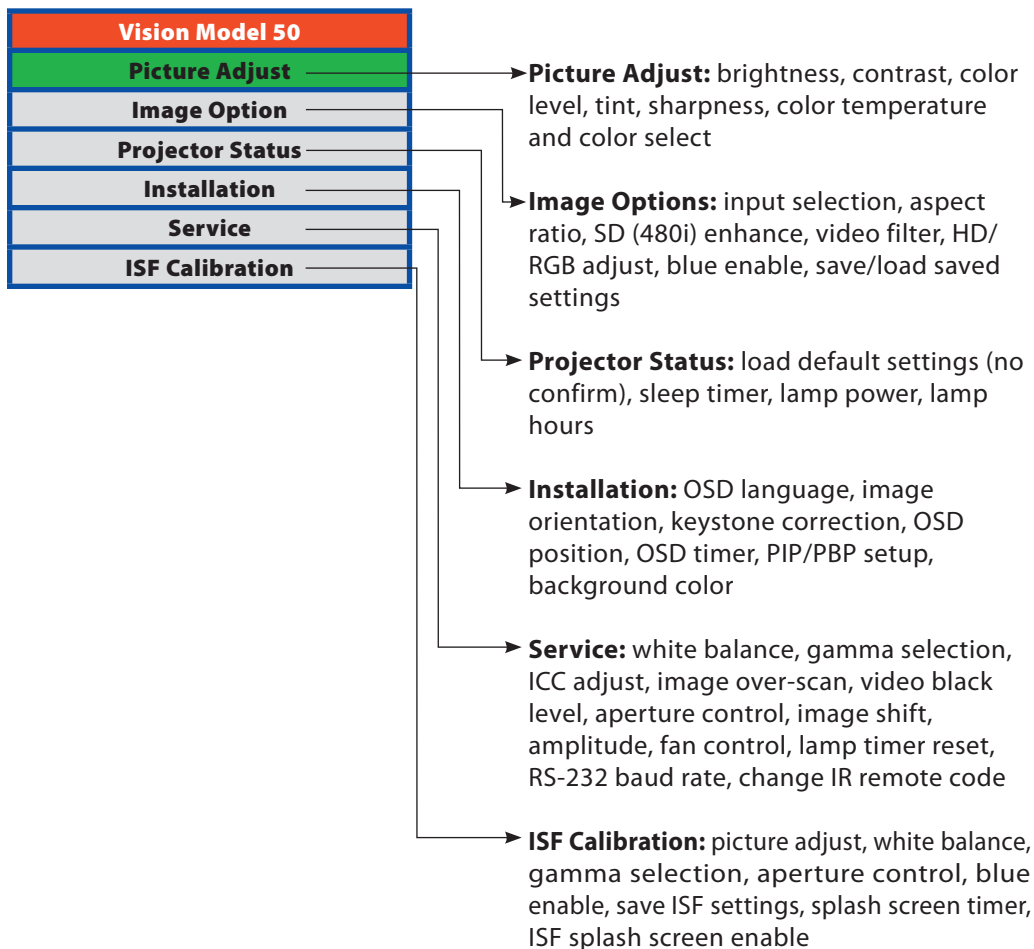 Vision Model 50
Picture Adjust
Image Option
Projector Status
Installation
Service
ISF Calibration
Picture Adjust: brightness, contrast, color
level, tint, sharpness, color temperature
and color select
Image Options: input selection, aspect
ratio, SD (480i) enhance, video filter, HD/
RGB adjust, blue enable, save/load saved
settings
Projector Status: load default settings (no
confirm), sleep timer, lamp power, lamp
hours
Installation: OSD language, image
orientation, keystone correction, OSD
position, OSD timer, PIP/PBP setup,
background color
Service: white balance, gamma selection,
ICC adjust, image over-scan, video black
level, aperture control, image shift,
amplitude, fan control, lamp timer reset,
RS-232 baud rate, change IR remote code
ISF Calibration: picture adjust, white balance,
gamma selection, aperture control, blue
enable, save ISF settings, splash screen timer,
ISF splash screen enable